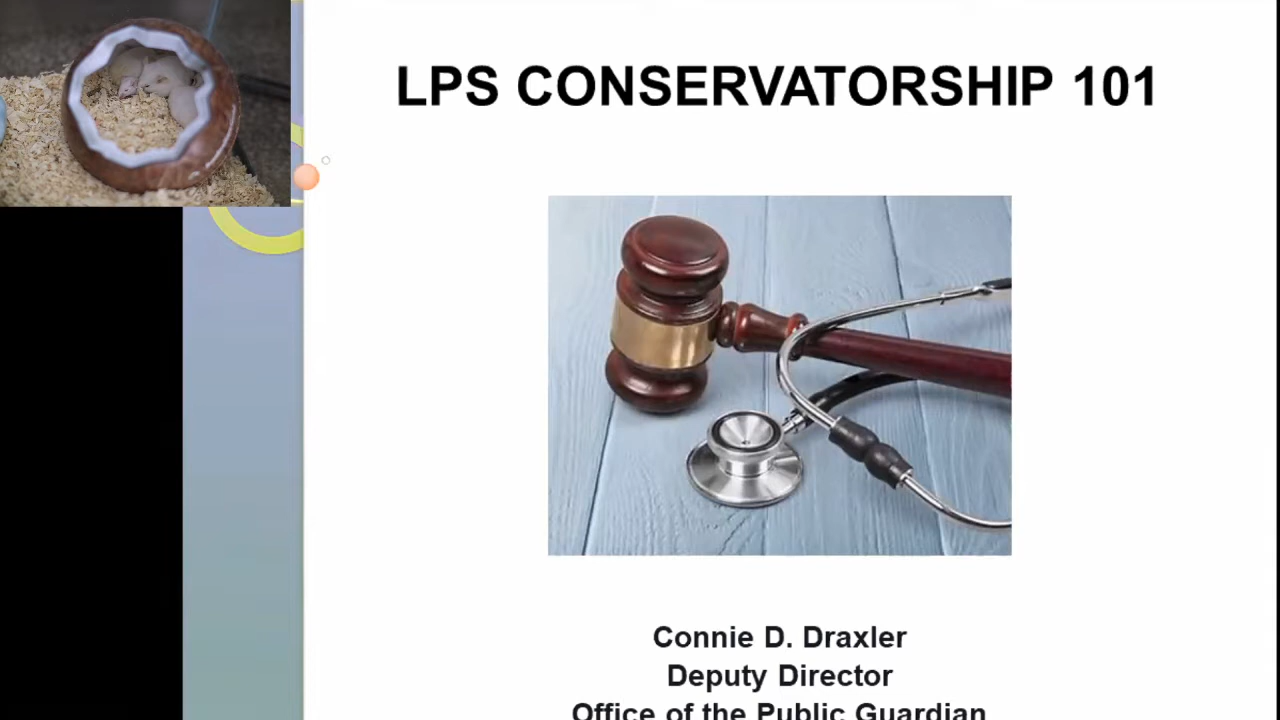 LPS CONSERVATORSHIP 101
Connie D. Draxler
Deputy Director
Office of the Public Guardian